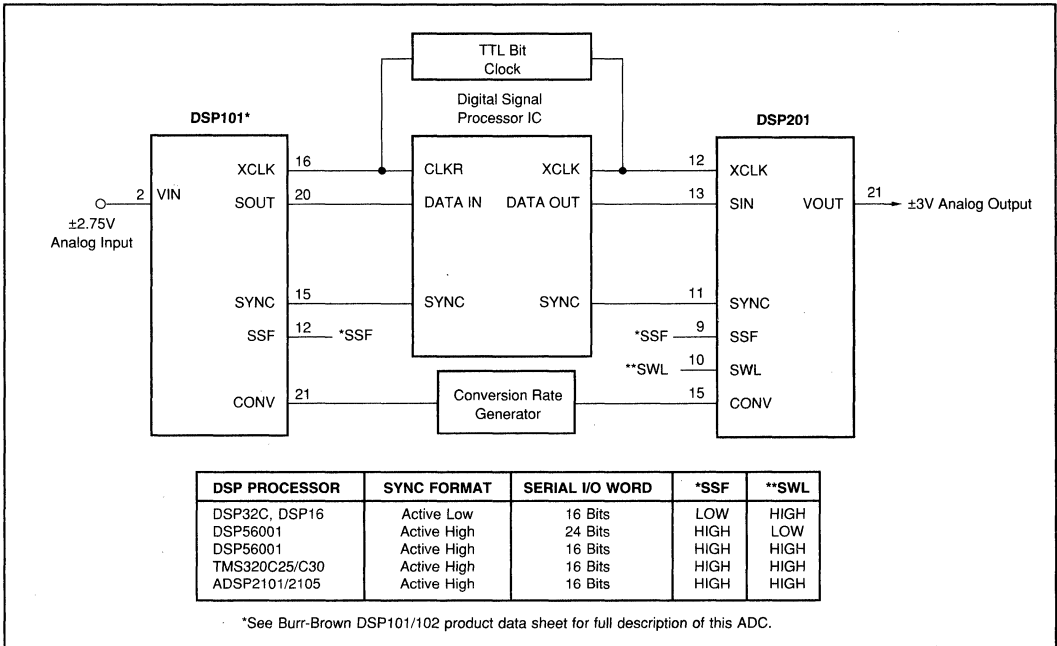 TTL Bit
Clock
Digital Signal
Processor IC
DSP101*
DSP201
XCLK 16 CLKR XCLK 12 XCLK
2 VIN SOUT 20 DATA IN DATA OUT 13 SIN VOUT 21 ±3V Analog Output
±2.75V
Analog Input
SYNC 15 SYNC SYNC 11 SYNC
SSF 12 *SSF *SSF 9 SSF
**SWL 10 SWL
CONV 21 Conversion Rate
Generator 15 CONV
DSP PROCESSOR SYNC FORMAT SERIAL I/O WORD *SSF **SWL
DSP32C, DSP16 Active Low 16 Bits LOW HIGH
DSP56001 Active High 24 Bits HIGH LOW
DSP56001 Active High 16 Bits HIGH HIGH
TMS320C25/C30 Active High 16 Bits HIGH HIGH
ADSP2101/2105 Active High 16 Bits HIGH HIGH
*See Burr-Brown DSP101/102 product data sheet for full description of this ADC.